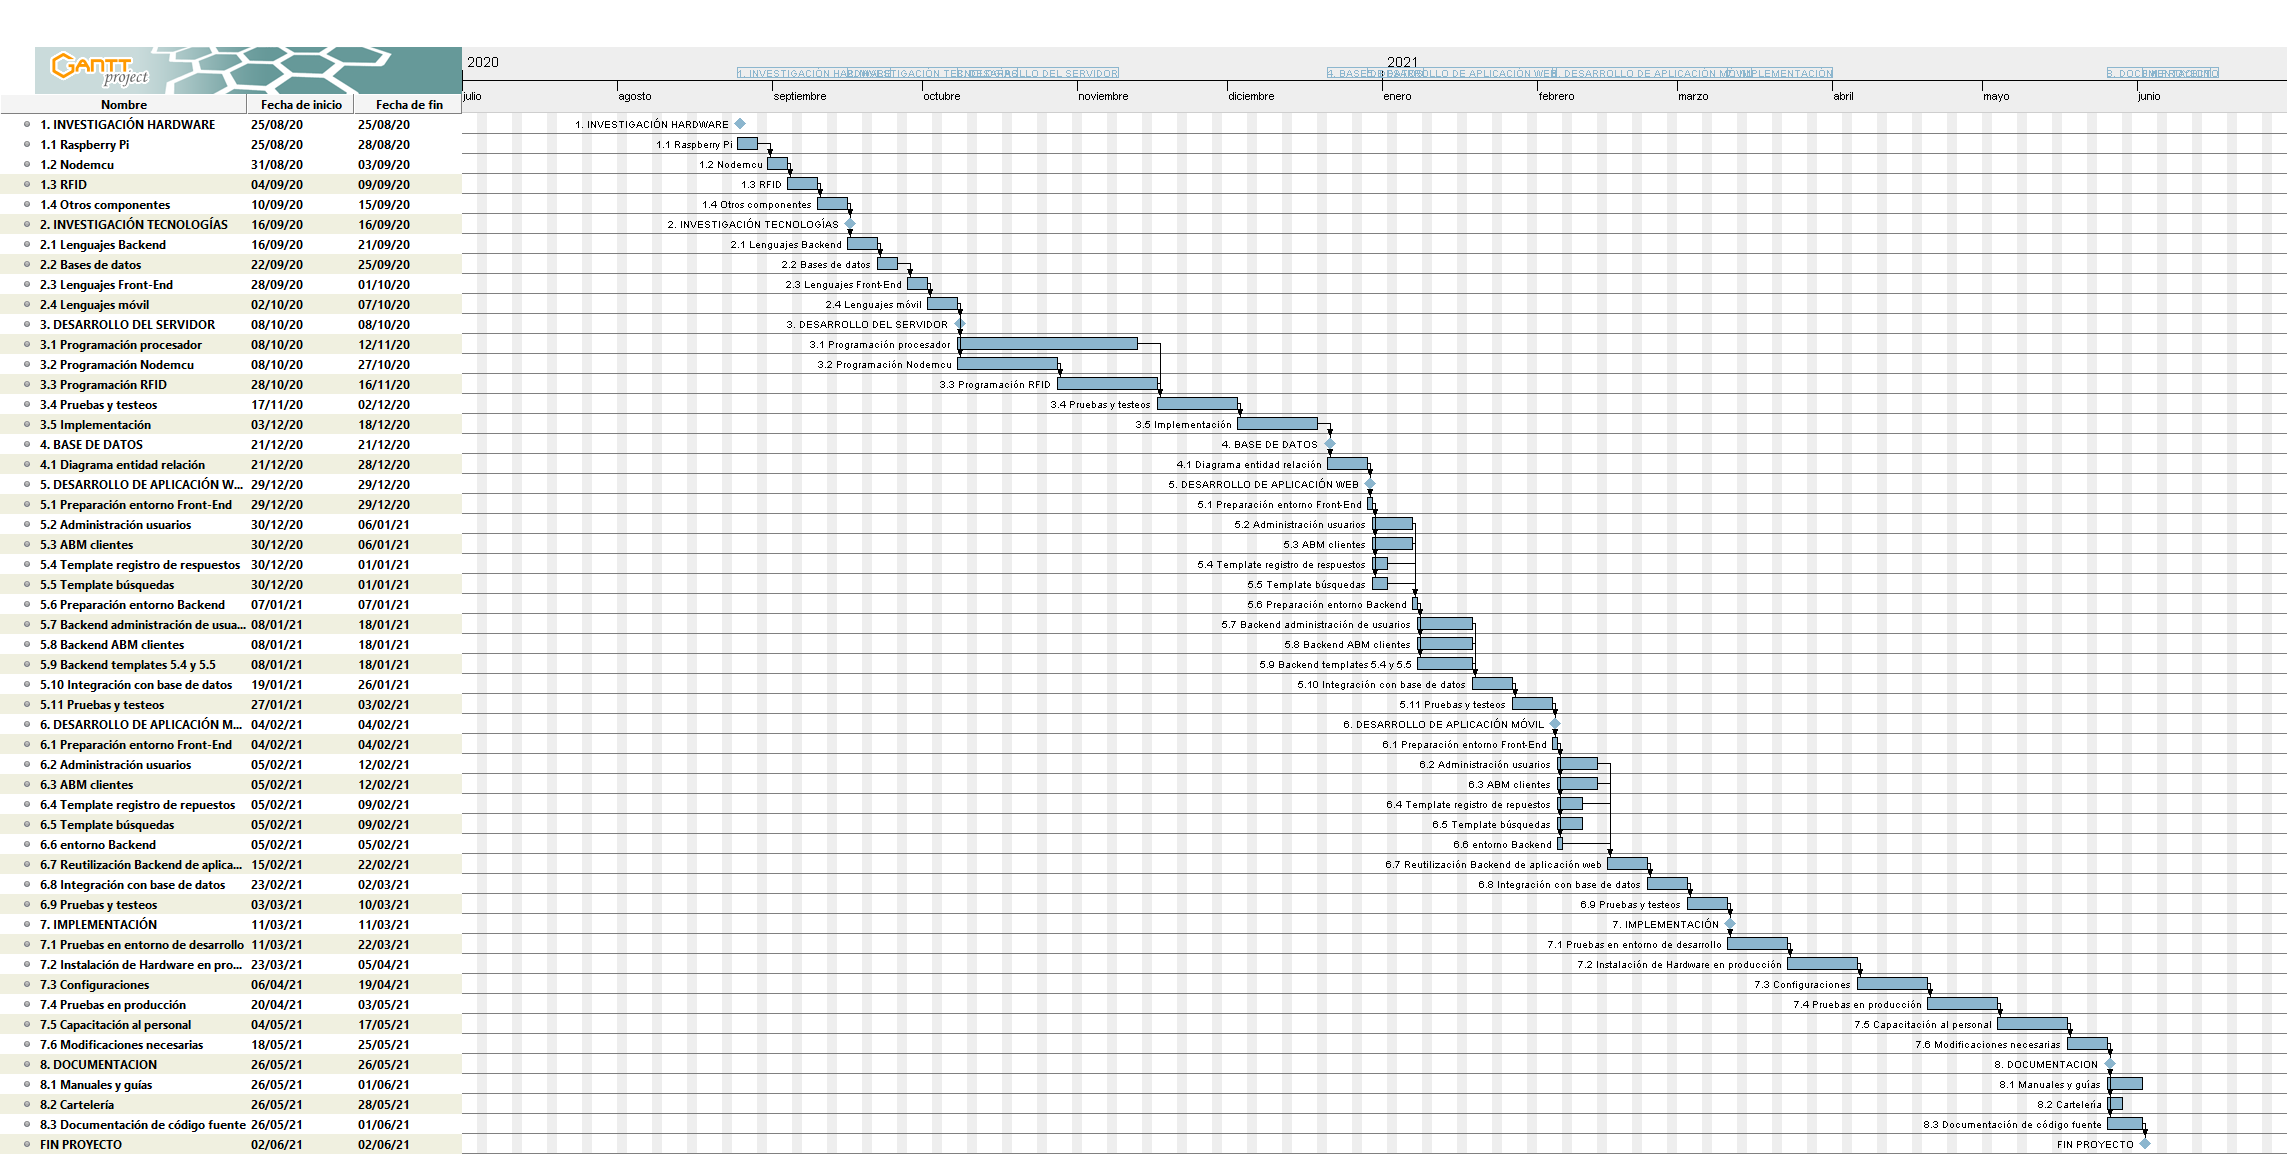 GANTT
project
2020
2021
julio agosto septiembre octubre noviembre diciembre enero febrero marzo abril mayo junio
Nombre Fecha de inicio Fecha de fin
1. INVESTIGACIÓN HARDWARE 25/08/20 25/08/20 1. INVESTIGACIÓN HARDWARE
1.1 Raspberry Pi 25/08/20 28/08/20 1.1 Raspberry Pi
1.2 Nodemcu 31/08/20 03/09/20 1.2 Nodemcu
1.3 RFID 04/09/20 09/09/20 1.3 RFID
1.4 Otros componentes 10/09/20 15/09/20 1.4 Otros componentes
2. INVESTIGACIÓN TECNOLOGÍAS 16/09/20 16/09/20 2. INVESTIGACIÓN TECNOLOGÍAS
2.1 Lenguajes Backend 16/09/20 21/09/20 2.1 Lenguajes Backend
2.2 Bases de datos 22/09/20 25/09/20 2.2 Bases de datos
2.3 Lenguajes Front-End 28/09/20 01/10/20 2.3 Lenguajes Front-End
2.4 Lenguajes móvil 02/10/20 07/10/20 2.4 Lenguajes móvil
3. DESARROLLO DEL SERVIDOR 08/10/20 08/10/20 3. DESARROLLO DEL SERVIDOR
3.1 Programación procesador 08/10/20 12/11/20 3.1 Programación procesador
3.2 Programación Nodemcu 08/10/20 27/10/20 3.2 Programación Nodemcu
3.3 Programación RFID 28/10/20 16/11/20 3.3 Programación RFID
3.4 Pruebas y testeos 17/11/20 02/12/20 3.4 Pruebas y testeos
3.5 Implementación 03/12/20 18/12/20 3.5 Implementación
4. BASE DE DATOS 21/12/20 21/12/20 4. BASE DE DATOS
4.1 Diagrama entidad relación 21/12/20 28/12/20 4.1 Diagrama entidad relación
5. DESARROLLO DE APLICACIÓN W... 29/12/20 29/12/20 5. DESARROLLO DE APLICACIÓN WEB
5.1 Preparación entorno Front-End 29/12/20 29/12/20 5.1 Preparación entorno Front-End
5.2 Administración usuarios 30/12/20 06/01/21 5.2 Administración usuarios
5.3 ABM clientes 30/12/20 06/01/21 5.3 ABM clientes
5.4 Template registro de respuestos 30/12/20 01/01/21 5.4 Template registro de respuestos
5.5 Template búsquedas 30/12/20 01/01/21 5.5 Template búsquedas
5.6 Preparación entorno Backend 07/01/21 07/01/21 5.6 Preparación entorno Backend
5.7 Backend administración de usua... 08/01/21 18/01/21 5.7 Backend administración de usuarios
5.8 Backend ABM clientes 08/01/21 18/01/21 5.8 Backend ABM clientes
5.9 Backend templates 5.4 y 5.5 08/01/21 18/01/21 5.9 Backend templates 5.4 y 5.5
5.10 Integración con base de datos 19/01/21 26/01/21 5.10 Integración con base de datos
5.11 Pruebas y testeos 27/01/21 03/02/21 5.11 Pruebas y testeos
6. DESARROLLO DE APLICACIÓN M... 04/02/21 04/02/21 6. DESARROLLO DE APLICACIÓN MÓVIL
6.1 Preparación entorno Front-End 04/02/21 04/02/21 6.1 Preparación entorno Front-End
6.2 Administración usuarios 05/02/21 12/02/21 6.2 Administración usuarios
6.3 ABM clientes 05/02/21 12/02/21 6.3 ABM clientes
6.4 Template registro de repuestos 05/02/21 09/02/21 6.4 Template registro de repuestos
6.5 Template búsquedas 05/02/21 09/02/21 6.5 Template búsquedas
6.6 entorno Backend 05/02/21 05/02/21 6.6 entorno Backend
6.7 Reutilización Backend de aplica... 15/02/21 22/02/21 6.7 Reutilización Backend de aplicación web
6.8 Integración con base de datos 23/02/21 02/03/21 6.8 Integración con base de datos
6.9 Pruebas y testeos 03/03/21 10/03/21 6.9 Pruebas y testeos
7. IMPLEMENTACIÓN 11/03/21 11/03/21 7. IMPLEMENTACIÓN
7.1 Pruebas en entorno de desarrollo 11/03/21 22/03/21 7.1 Pruebas en entorno de desarrollo
7.2 Instalación de Hardware en pro... 23/03/21 05/04/21 7.2 Instalación de Hardware en producción
7.3 Configuraciones 06/04/21 19/04/21 7.3 Configuraciones
7.4 Pruebas en producción 20/04/21 03/05/21 7.4 Pruebas en producción
7.5 Capacitación al personal 04/05/21 17/05/21 7.5 Capacitación al personal
7.6 Modificaciones necesarias 18/05/21 25/05/21 7.6 Modificaciones necesarias
8. DOCUMENTACION 26/05/21 26/05/21 8. DOCUMENTACION
8.1 Manuales y guías 26/05/21 01/06/21 8.1 Manuales y guías
8.2 Cartelería 26/05/21 28/05/21 8.2 Cartelería
8.3 Documentación de código fuente 26/05/21 01/06/21 8.3 Documentación de código fuente
FIN PROYECTO 02/06/21 02/06/21 FIN PROYECTO